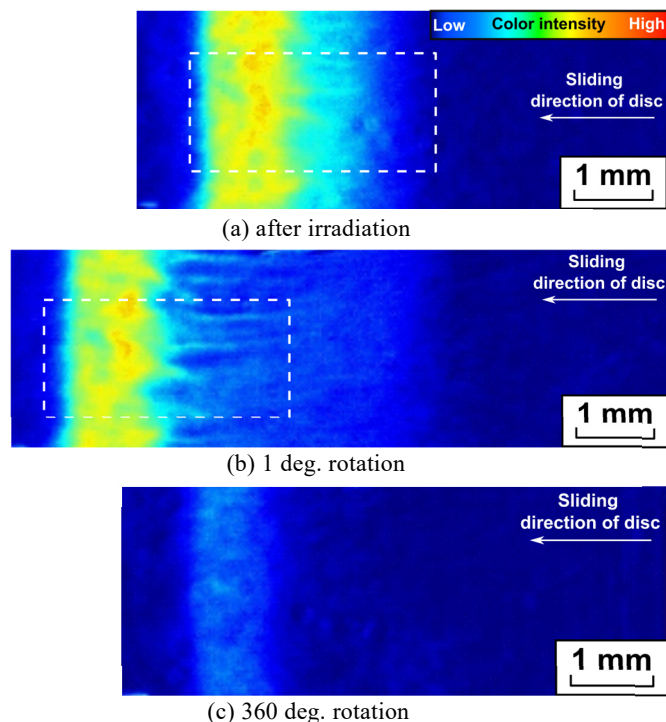 Low Color intensity High
Sliding
direction of disc
1 mm
(a) after irradiation
Sliding
direction of disc
1 mm
(b) 1 deg. rotation
Sliding
direction of disc
1 mm
(c) 360 deg. rotation